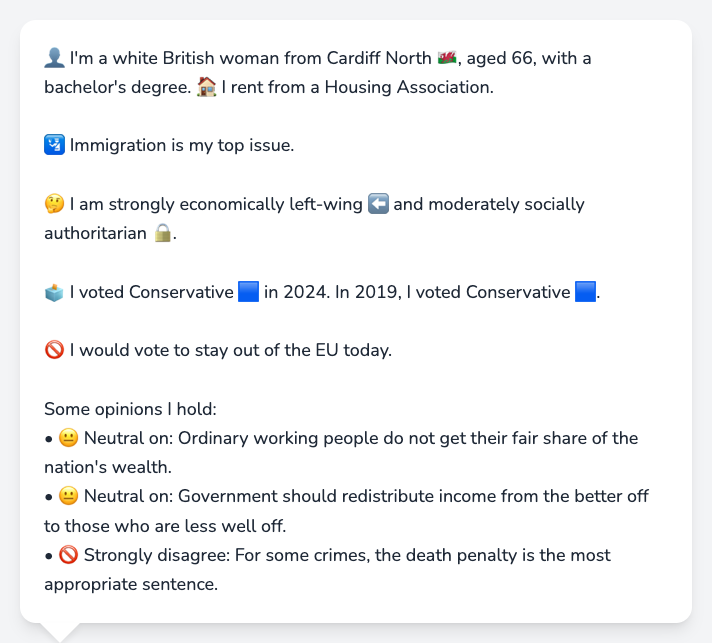 👤 I'm a white British woman from Cardiff North 🏴󠁧󠁢󠁷󠁬󠁳󠁿, aged 66, with a
bachelor's degree. 🏠 I rent from a Housing Association.
🛂 Immigration is my top issue.
🤔 I am strongly economically left-wing ⬅️ and moderately socially
authoritarian 🔒.
🗳️ I voted Conservative 🟦 in 2024. In 2019, I voted Conservative 🟦.
🚫 I would vote to stay out of the EU today.
Some opinions I hold:
• 😐 Neutral on: Ordinary working people do not get their fair share of the
nation's wealth.
• 😐 Neutral on: Government should redistribute income from the better off
to those who are less well off.
• 🚫 Strongly disagree: For some crimes, the death penalty is the most
appropriate sentence.